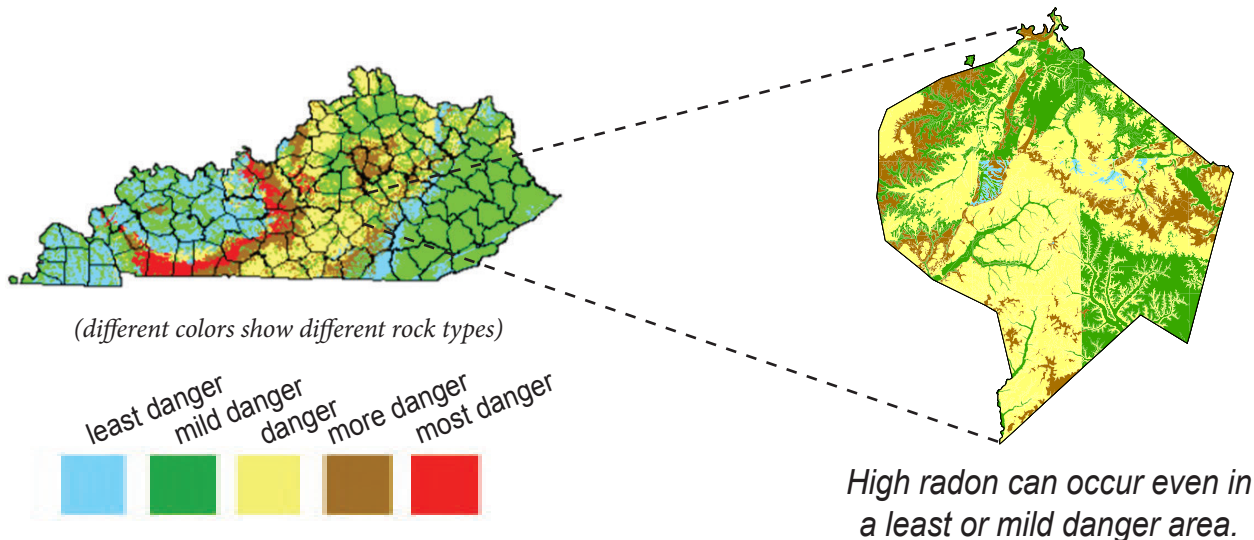 (different colors show different rock types)
least danger
mild danger
danger
more danger
most danger
High radon can occur even in
a least or mild danger area.